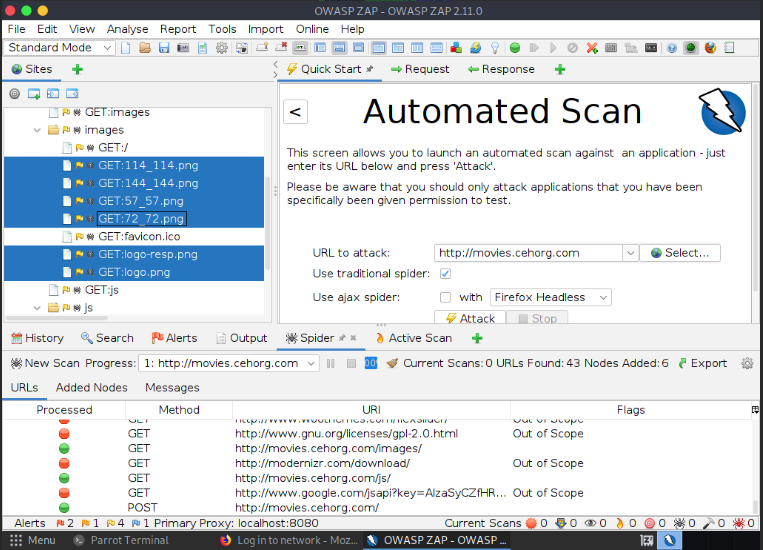 OWASP ZAP - OWASP ZAP 2.11.0
File Edit View Analyse Report Tools Import Online Help
Standard Mode
Sites
Quick Start Request Response
GET:images
images
GET:/
GET:114_114.png
GET:144_144.png
GET:57_57.png
GET:72_72.png
GET:favicon.ico
GET:logo-resp.png
GET:logo.png
GET:js
js
<
Automated Scan
This screen allows you to launch an automated scan against an application - just
enter its URL below and press 'Attack'.
Please be aware that you should only attack applications that you have been
specifically been given permission to test.
URL to attack: http://movies.cehorg.com Select...
Use traditional spider:
Use ajax spider: with Firefox Headless
Attack Stop
History Search Alerts Output Spider Active Scan
New Scan Progress: 1: http://movies.cehorg.com Current Scans: 0 URLs Found: 43 Nodes Added: 6 Export
URLs Added Nodes Messages
Processed Method URI Flags
GET http://www.woothemes.com/flexslider/ Out of Scope
GET http://www.gnu.org/licenses/gpl-2.0.html Out of Scope
GET http://movies.cehorg.com/images/
GET http://modernizr.com/download/ Out of Scope
GET http://movies.cehorg.com/js/
GET http://www.google.com/jsapi?key=AIzaSyCZfHR... Out of Scope
POST http://movies.cehorg.com/
Alerts 2 1 4 1 Primary Proxy: localhost:8080 Current Scans 0 0 0 0 0 0 0 0
Menu Parrot Terminal Log in to network - Moz... OWASP ZAP - OWASP ...